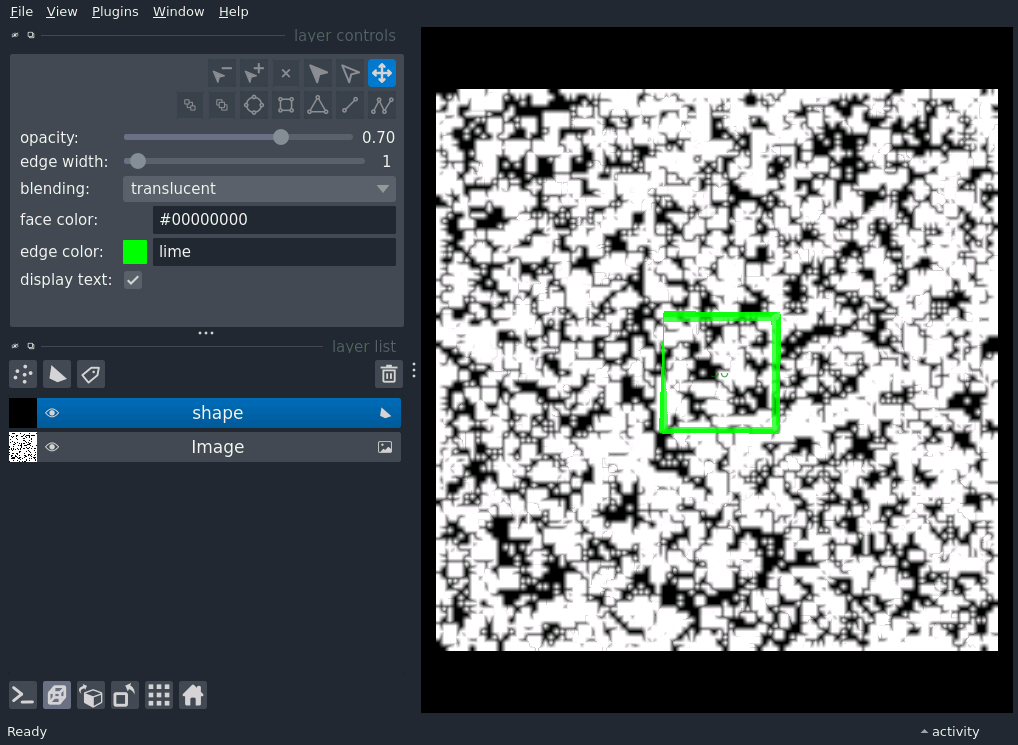 File View Plugins Window Help
layer controls
opacity: 0.70
edge width: 1
blending: translucent
face color: #00000000
edge color: lime
display text:
layer list
shape
Image
Ready
activity